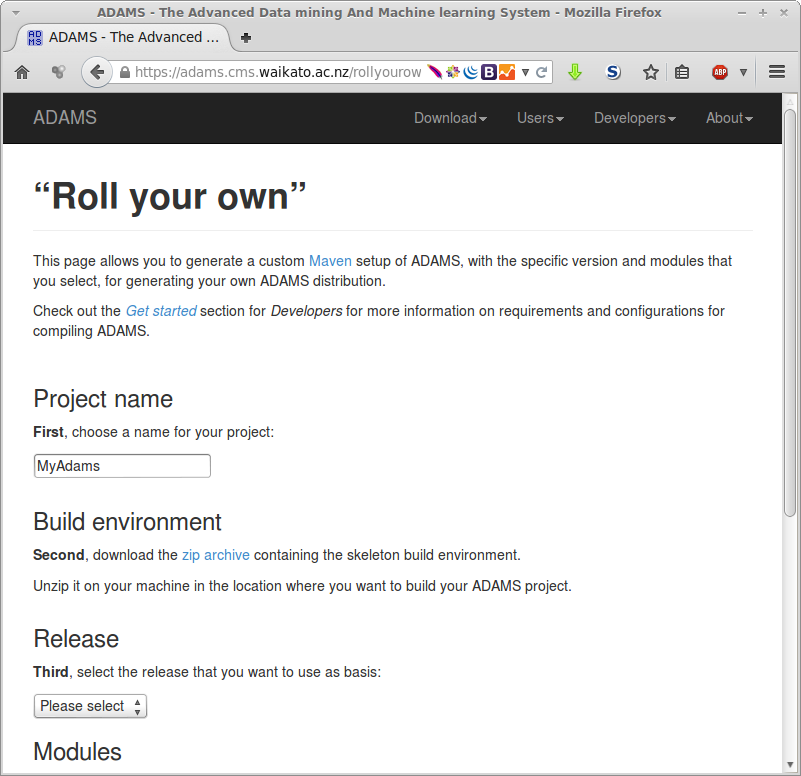 ADAMS - The Advanced Data mining And Machine learning System - Mozilla Firefox
AD
MS
ADAMS - The Advanced ...
https://adams.cms.waikato.ac.nz/rollyourow
B
S
ABP
ADAMS
Download
Users
Developers
About
“Roll your own”
This page allows you to generate a custom Maven setup of ADAMS, with the specific version and modules that
you select, for generating your own ADAMS distribution.
Check out the Get started section for Developers for more information on requirements and configurations for
compiling ADAMS.
Project name
First, choose a name for your project:
MyAdams
Build environment
Second, download the zip archive containing the skeleton build environment.
Unzip it on your machine in the location where you want to build your ADAMS project.
Release
Third, select the release that you want to use as basis:
Please select
Modules